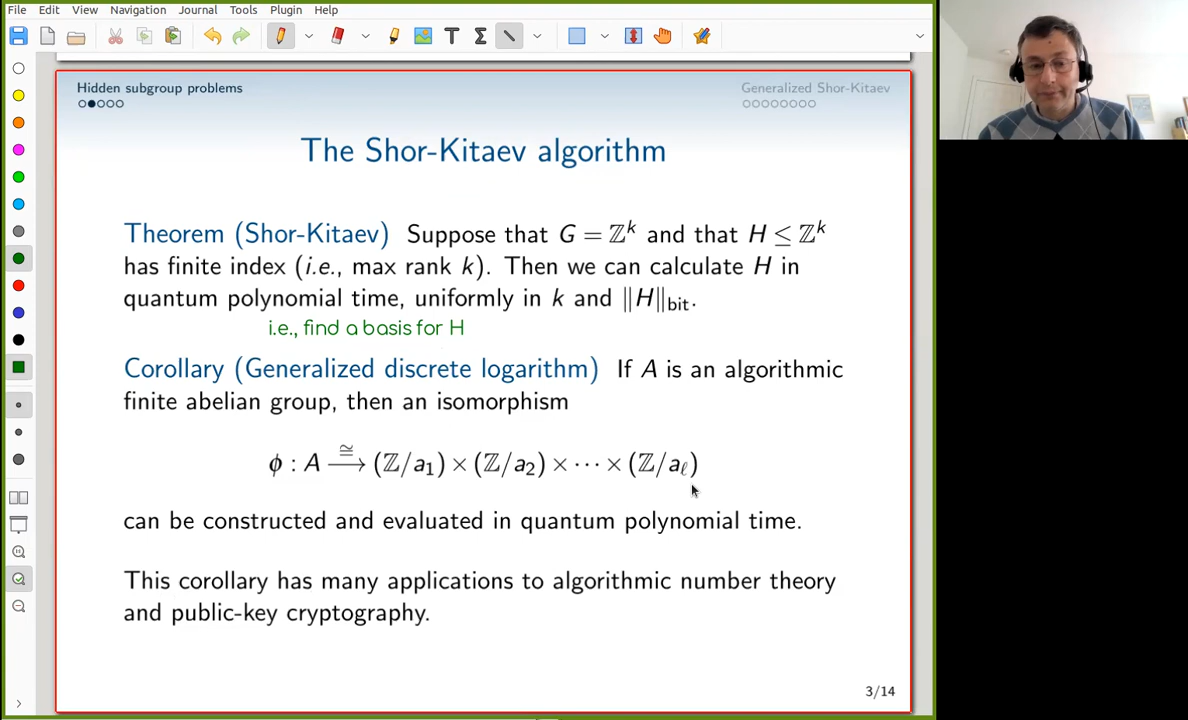 File Edit View Navigation Journal Tools Plugin Help
Hidden subgroup problems Generalized Shor-Kitaev
The Shor-Kitaev algorithm
Theorem (Shor-Kitaev) Suppose that G = ℤᵏ and that H ≤ ℤᵏ
has finite index (i.e., max rank k). Then we can calculate H in
quantum polynomial time, uniformly in k and ‖H‖_bit.
i.e., find a basis for H
Corollary (Generalized discrete logarithm) If A is an algorithmic
finite abelian group, then an isomorphism
ϕ : A ≅⟶ (ℤ/a₁) × (ℤ/a₂) × ⋯ × (ℤ/a_ℓ)
can be constructed and evaluated in quantum polynomial time.
This corollary has many applications to algorithmic number theory
and public-key cryptography.
3/14